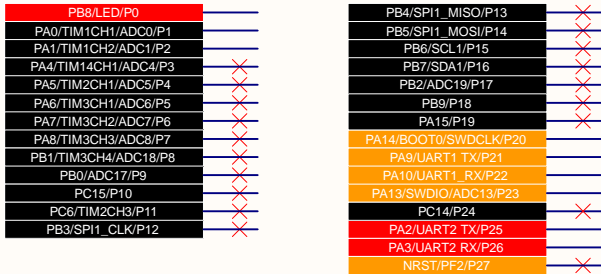 PB8/LED/P0
PA0/TIM1CH1/ADC0/P1
PA1/TIM1CH2/ADC1/P2
PA4/TIM14CH1/ADC4/P3
PA5/TIM2CH1/ADC5/P4
PA6/TIM3CH1/ADC6/P5
PA7/TIM3CH2/ADC7/P6
PA8/TIM3CH3/ADC8/P7
PB1/TIM3CH4/ADC18/P8
PB0/ADC17/P9
PC15/P10
PC6/TIM2CH3/P11
PB3/SPI1_CLK/P12
PB4/SPI1_MISO/P13
PB5/SPI1_MOSI/P14
PB6/SCL1/P15
PB7/SDA1/P16
PB2/ADC19/P17
PB9/P18
PA15/P19
PA14/BOOT0/SWDCLK/P20
PA9/UART1 TX/P21
PA10/UART1_RX/P22
PA13/SWDIO/ADC13/P23
PC14/P24
PA2/UART2 TX/P25
PA3/UART2 RX/P26
NRST/PF2/P27